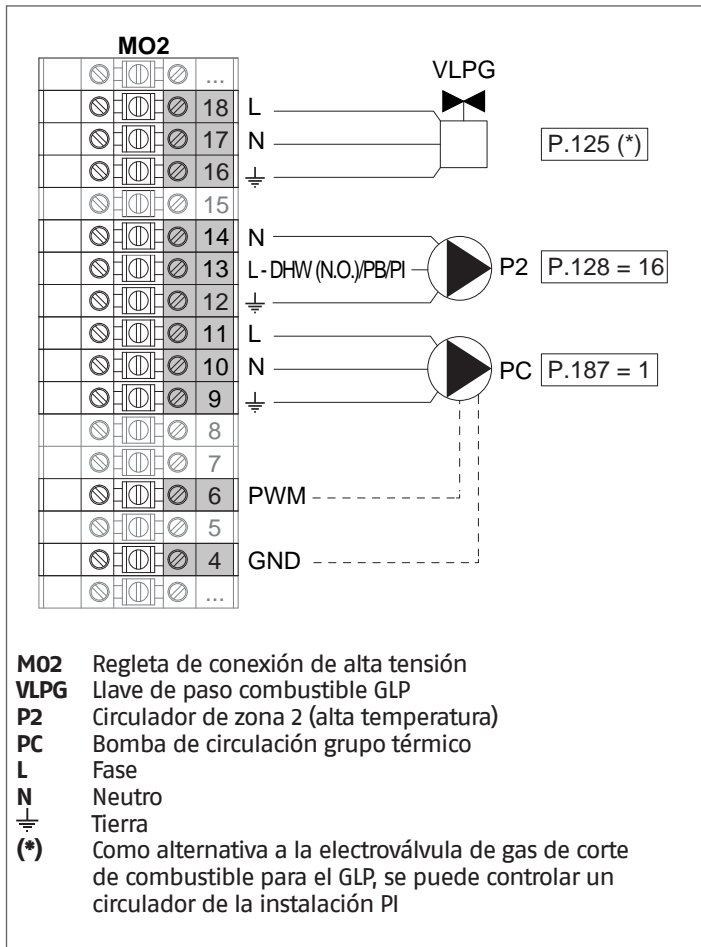 MO2
VLPG
...
18 L
17 N
P.125 (*)
16 ⏚
15
14 N
13 L - DHW (N.O.)/PB/PI
P2 P.128 = 16
12 ⏚
11 L
10 N
PC P.187 = 1
9 ⏚
8
7
6 PWM
5
4 GND
...
MO2 Regleta de conexión de alta tensión
VLPG Llave de paso combustible GLP
P2 Circulador de zona 2 (alta temperatura)
PC Bomba de circulación grupo térmico
L Fase
N Neutro
⏚ Tierra
(*) Como alternativa a la electroválvula de gas de corte
de combustible para el GLP, se puede controlar un
circulador de la instalación PI